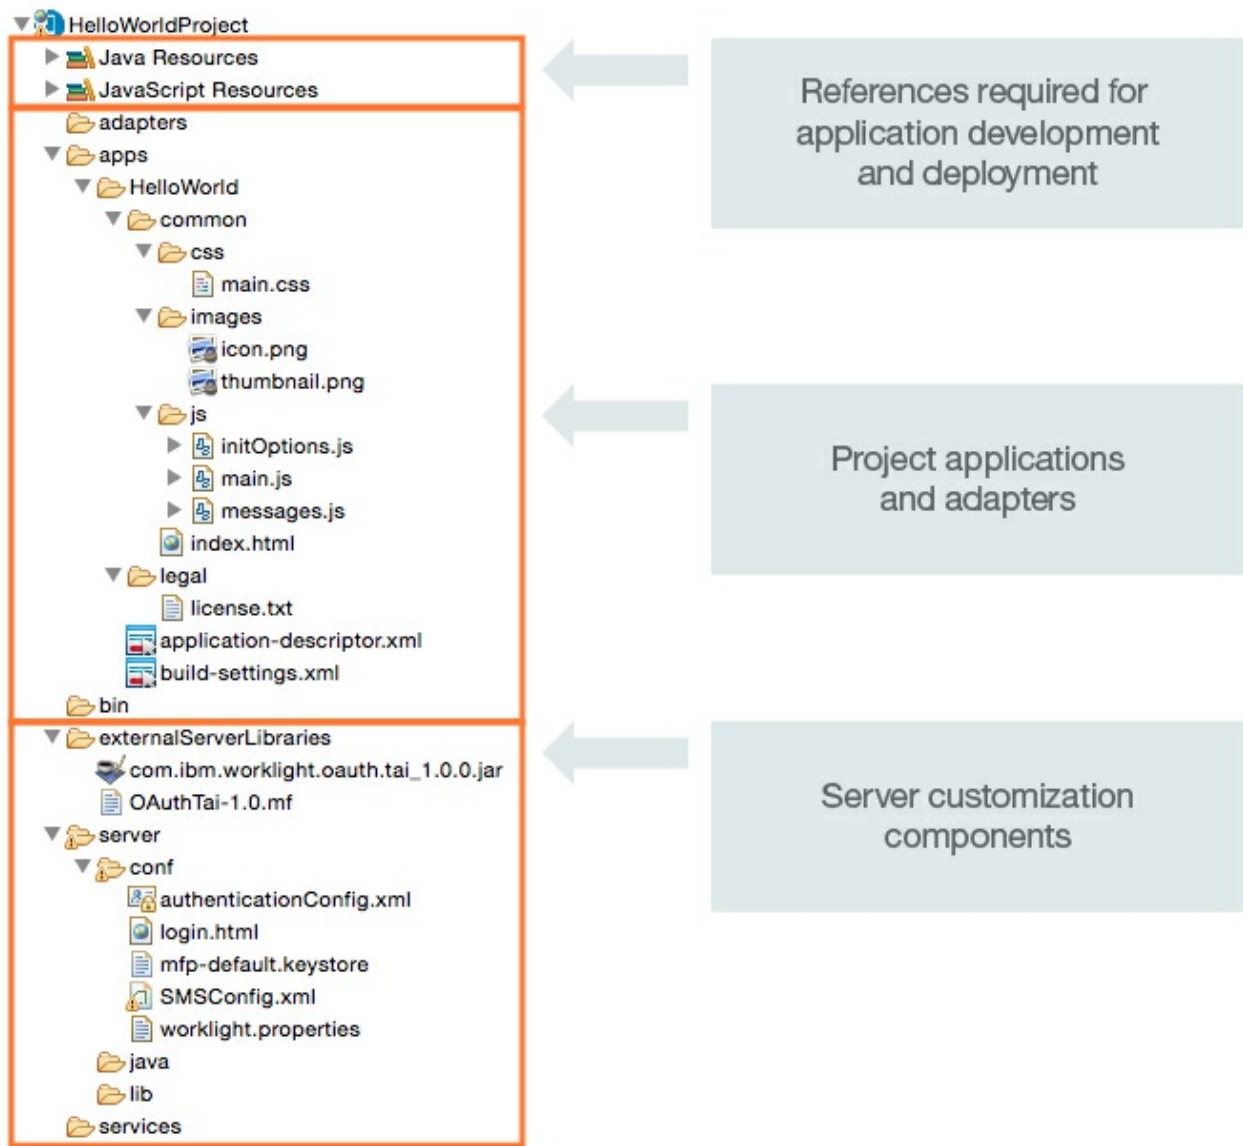 HelloWorldProject
Java Resources
JavaScript Resources
adapters
apps
HelloWorld
common
css
main.css
images
icon.png
thumbnail.png
js
initOptions.js
main.js
messages.js
index.html
legal
license.txt
application-descriptor.xml
build-settings.xml
bin
externalServerLibraries
com.ibm.worklight.oauth.tai_1.0.0.jar
OAuthTai-1.0.mf
server
conf
authenticationConfig.xml
login.html
mfp-default.keystore
SMSConfig.xml
worklight.properties
java
lib
services
References required for
application development
and deployment
Project applications
and adapters
Server customization
components